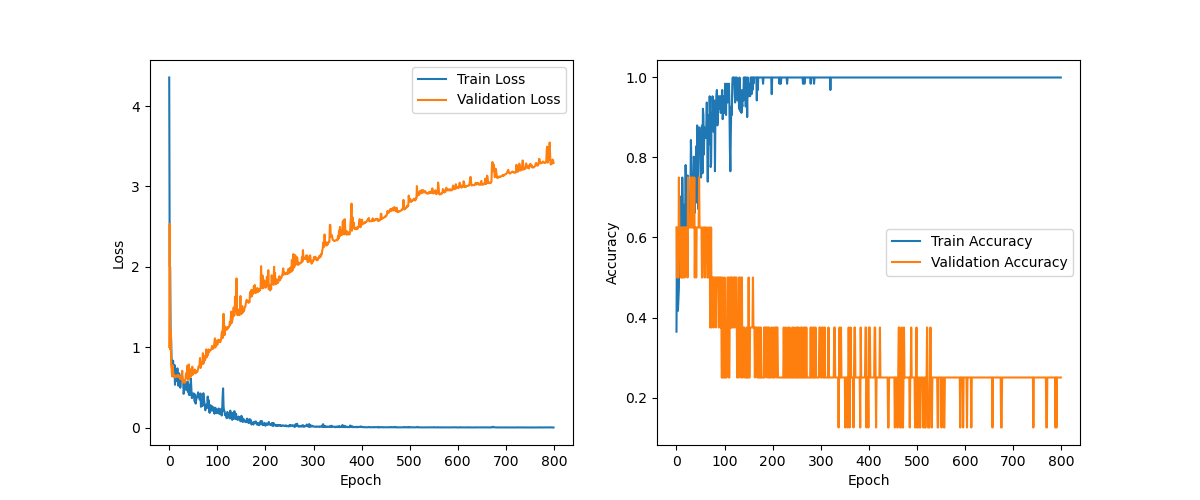 Train Loss
Validation Loss
4
3
2
1
0
Loss
0 100 200 300 400 500 600 700 800
Epoch
1.0
0.8
0.6
0.4
0.2
Accuracy
Train Accuracy
Validation Accuracy
0 100 200 300 400 500 600 700 800
Epoch